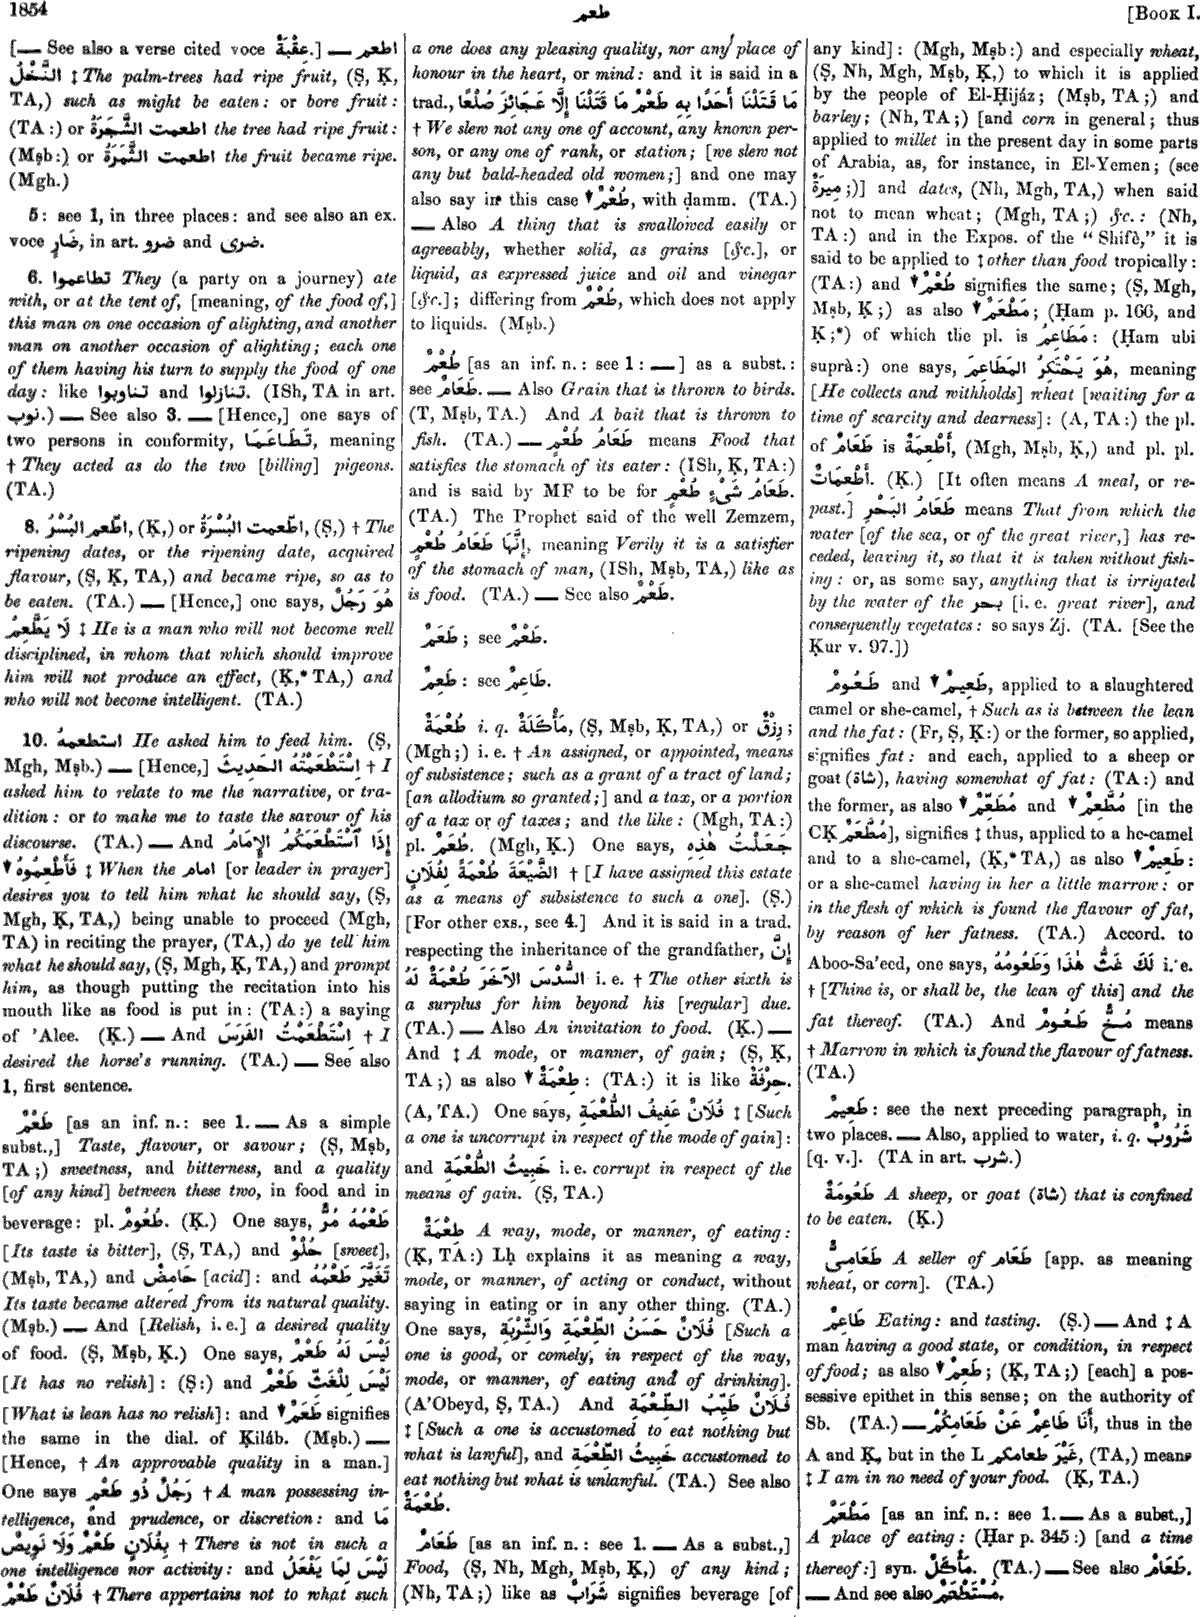 1854
طعم
[BOOK I.
[— See also a verse cited voce عِقْبَةٌ.] — اطعم
النَّخْلُ ‡ The palm-trees had ripe fruit, (Ṣ, Ḳ,
TA,) such as might be eaten: or bore fruit:
(TA:) or اطعمت الشَّجَرَةُ the tree had ripe fruit:
(Mṣb:) or اطعمت الثَّمَرَةُ the fruit became ripe.
(Mgh.)
5: see 1, in three places: and see also an ex.
voce ضَارٍ, in art. ضرو and ضرى.
6. تطاعموا They (a party on a journey) ate
with, or at the tent of, [meaning, of the food of,]
this man on one occasion of alighting, and another
man on another occasion of alighting; each one
of them having his turn to supply the food of one
day: like تناوبوا and تنازلوا. (ISh, TA in art.
نوب.) — See also 3. — [Hence,] one says of
two persons in conformity, تَطَاعَمَا, meaning
† They acted as do the two [billing] pigeons.
(TA.)
8. اطّعم البُسْرُ, (Ḳ,) or اطّعمت البُسْرَةُ, (Ṣ,) † The
ripening dates, or the ripening date, acquired
flavour, (Ṣ, Ḳ, TA,) and became ripe, so as to
be eaten. (TA.) — [Hence,] one says, هُوَ رَجُلٌ
لَا يَطَّعِمُ ‡ He is a man who will not become well
disciplined, in whom that which should improve
him will not produce an effect, (Ḳ,* TA,) and
who will not become intelligent. (TA.)
10. استطعمهُ He asked him to feed him. (Ṣ,
Mgh, Mṣb.) — [Hence,] اِسْتَطْعَمْتُهُ الحَدِيثَ † I
asked him to relate to me the narrative, or tra-
dition: or to make me to taste the savour of his
discourse. (TA.) — And إِذَا ٱسْتَطْعَمَكُمُ الإِمَامُ
▼ فَأَطْعِمُوهُ ‡ When the امام [or leader in prayer]
desires you to tell him what he should say, (Ṣ,
Mgh, Ḳ, TA,) being unable to proceed (Mgh,
TA) in reciting the prayer, (TA,) do ye tell him
what he should say, (Ṣ, Mgh, Ḳ, TA,) and prompt
him, as though putting the recitation into his
mouth like as food is put in: (TA:) a saying
of 'Alee. (Ḳ.) — And اِسْتَطْعَمْتُ الفَرَسَ † I
desired the horse's running. (TA.) — See also
1, first sentence.
طَعْمٌ [as an inf. n.: see 1. — As a simple
subst.,] Taste, flavour, or savour; (Ṣ, Mṣb,
TA;) sweetness, and bitterness, and a quality
[of any kind] between these two, in food and in
beverage: pl. طُعُومٌ. (Ḳ.) One says, طَعْمُهُ مُرٌّ
[Its taste is bitter], (Ṣ, TA,) and حُلْوٌ [sweet],
(Mṣb, TA,) and حَامِضٌ [acid]: and تَغَيَّرَ طَعْمُهُ
Its taste became altered from its natural quality.
(Mṣb.) — And [Relish, i. e.] a desired quality
of food. (Ṣ, Mṣb, Ḳ.) One says, لَيْسَ لَهُ طَعْمٌ
[It has no relish]: (Ṣ:) and لَيْسَ لِلْغَثِّ طَعْمٌ
[What is lean has no relish]: and ▼ طَعَمٌ signifies
the same in the dial. of Ḳiláb. (Mṣb.) —
[Hence, † An approvable quality in a man.]
One says رَجُلٌ ذُو طَعْمٍ † A man possessing in-
telligence, and prudence, or discretion: and مَا
بِفُلَانٍ طَعْمٌ وَلَا نَوِيصٌ † There is not in such a
one intelligence nor activity: and لَيْسَ لِمَا يَفْعَلُ
فُلَانٌ طَعْمٌ † There appertains not to what such
a one does any pleasing quality, nor any place of
honour in the heart, or mind: and it is said in a
trad., مَا قَتَلْنَا أَحَدًا بِهِ طَعْمٌ مَا قَتَلْنَا إِلَّا عَجَائِزَ صُلْعًا
† We slew not any one of account, any known per-
son, or any one of rank, or station; [we slew not
any but bald-headed old women;] and one may
also say in this case ▼ طُعْمٌ, with ḍamm. (TA.)
— Also A thing that is swallowed easily or
agreeably, whether solid, as grains [&c.], or
liquid, as expressed juice and oil and vinegar
[&c.]; differing from طُعْمٌ, which does not apply
to liquids. (Mṣb.)
طُعْمٌ [as an inf. n.: see 1: —] as a subst.:
see طَعَامٌ. — Also Grain that is thrown to birds.
(T, Mṣb, TA.) And A bait that is thrown to
fish. (TA.) — طَعَامُ طُعْمٍ means Food that
satisfies the stomach of its eater: (ISh, Ḳ, TA:)
and is said by MF to be for طَعَامُ شَىْءٍ طُعْمٍ.
(TA.) The Prophet said of the well Zemzem,
إِنَّهَا طَعَامُ طُعْمٍ, meaning Verily it is a satisfier
of the stomach of man, (ISh, Mṣb, TA,) like as
is food. (TA.) — See also طَعْمٌ.
طَعَمٌ; see طَعْمٌ.
طَعِمٌ: see طَاعِمٌ.
طُعْمَةٌ i. q. مَأْكَلَةٌ, (Ṣ, Mṣb, Ḳ, TA,) or رِزْقٌ;
(Mgh;) i. e. † An assigned, or appointed, means
of subsistence; such as a grant of a tract of land;
[an allodium so granted;] and a tax, or a portion
of a tax or of taxes; and the like: (Mgh, TA:)
pl. طُعَمٌ. (Mgh, Ḳ.) One says, جَعَلْتُ هٰذِهِ
الضَّيْعَةَ طُعْمَةً لِفُلَانٍ † [I have assigned this estate
as a means of subsistence to such a one]. (Ṣ.)
[For other exs., see 4.] And it is said in a trad.
respecting the inheritance of the grandfather, إِنَّ
السُّدْسَ الآخَرَ طُعْمَةٌ لَهُ i. e. † The other sixth is
a surplus for him beyond his [regular] due.
(TA.) — Also An invitation to food. (Ḳ.) —
And ‡ A mode, or manner, of gain; (Ṣ, Ḳ,
TA;) as also ▼ طِعْمَةٌ: (TA:) it is like حِرْفَةٌ.
(A, TA.) One says, فُلَانٌ عَفِيفُ الطُّعْمَةِ ‡ [Such
a one is uncorrupt in respect of the mode of gain]:
and خَبِيثُ الطُّعْمَةِ i. e. corrupt in respect of the
means of gain. (Ṣ, TA.)
طِعْمَةٌ A way, mode, or manner, of eating:
(Ḳ, TA:) Lḥ explains it as meaning a way,
mode, or manner, of acting or conduct, without
saying in eating or in any other thing. (TA.)
One says, فُلَانٌ حَسَنُ الطِّعْمَةِ وَالشِّرْبَةِ [Such a
one is good, or comely, in respect of the way,
mode, or manner, of eating and of drinking].
(A'Obeyd, Ṣ, TA.) And فُلَانٌ طَيِّبُ الطِّعْمَةِ
‡ [Such a one is accustomed to eat nothing but
what is lawful], and خَبِيثُ الطِّعْمَةِ accustomed to
eat nothing but what is unlawful. (TA.) See also
طُعْمَةٌ.
طَعَامٌ [as an inf. n.: see 1. — As a subst.,]
Food, (Ṣ, Nh, Mgh, Mṣb, Ḳ,) of any kind;
(Nh, TA;) like as شَرَابٌ signifies beverage [of
any kind]: (Mgh, Mṣb:) and especially wheat,
(Ṣ, Nh, Mgh, Mṣb, Ḳ,) to which it is applied
by the people of El-Ḥijáz; (Mṣb, TA;) and
barley; (Nh, TA;) [and corn in general; thus
applied to millet in the present day in some parts
of Arabia, as, for instance, in El-Yemen; (see
مِيرَةٌ;)] and dates, (Nh, Mgh, TA,) when said
not to mean wheat; (Mgh, TA;) &c.: (Nh,
TA:) and in the Expos. of the "Shifè," it is
said to be applied to ‡ other than food tropically:
(TA:) and ▼ طُعْمٌ signifies the same; (Ṣ, Mgh,
Mṣb, Ḳ;) as also ▼ مَطْعَمٌ; (Ḥam p. 166, and
Ḳ;*) of which the pl. is مَطَاعِمُ: (Ḥam ubi
suprà:) one says, هُوَ يَحْتَكِرُ المَطَاعِمَ, meaning
[He collects and withholds] wheat [waiting for a
time of scarcity and dearness]: (A, TA:) the pl.
of طَعَامٌ is أَطْعِمَةٌ, (Mgh, Mṣb, Ḳ,) and pl. pl.
أَطْعِمَاتٌ. (Ḳ.) [It often means A meal, or re-
past.] طَعَامُ البَحْرِ means That from which the
water [of the sea, or of the great river,] has re-
ceded, leaving it, so that it is taken without fish-
ing: or, as some say, anything that is irrigated
by the water of the بحر [i. e. great river], and
consequently vegetates: so says Zj. (TA. [See the
Ḳur v. 97.])
طَعُومٌ and ▼ طَعِيمٌ, applied to a slaughtered
camel or she-camel, † Such as is between the lean
and the fat: (Fr, Ṣ, Ḳ:) or the former, so applied,
signifies fat: and each, applied to a sheep or
goat (شاة), having somewhat of fat: (TA:) and
the former, as also ▼ مُطَعِّمٌ and ▼ مُطَّعِمٌ [in the
CḲ مُطَّعَمٌ], signifies ‡ thus, applied to a he-camel
and to a she-camel, (Ḳ,* TA,) as also ▼ طَعِيمٌ:
or a she-camel having in her a little marrow: or
in the flesh of which is found the flavour of fat,
by reason of her fatness. (TA.) Accord. to
Aboo-Sa'eed, one says, لَكَ غَثُّ هٰذَا وَطَعُومُهُ i. e.
† [Thine is, or shall be, the lean of this] and the
fat thereof. (TA.) And مُخٌّ طَعُومٌ means
† Marrow in which is found the flavour of fatness.
(TA.)
طَعِيمٌ: see the next preceding paragraph, in
two places. — Also, applied to water, i. q. شَرُوبٌ
[q. v.]. (TA in art. شرب.)
طَعُومَةٌ A sheep, or goat (شاة) that is confined
to be eaten. (Ḳ.)
طَعَامِىٌّ A seller of طَعَام [app. as meaning
wheat, or corn]. (TA.)
طَاعِمٌ Eating: and tasting. (Ṣ.) — And ‡ A
man having a good state, or condition, in respect
of food; as also ▼ طَعِمٌ; (Ḳ, TA;) [each] a pos-
sessive epithet in this sense; on the authority of
Sb. (TA.) — أَنَا طَاعِمٌ عَنْ طَعَامِكُمْ, thus in the
A and Ḳ, but in the L غَيْرَ طعامكم, (TA,) means
‡ I am in no need of your food. (Ḳ, TA.)
مَطْعَمٌ [as an inf. n.: see 1. — As a subst.,]
A place of eating: (Ḥar p. 345:) [and a time
thereof:] syn. مَأْكَلٌ. (TA.) — See also طَعَامٌ.
— And see also مُسْتَطْعَمٌ.